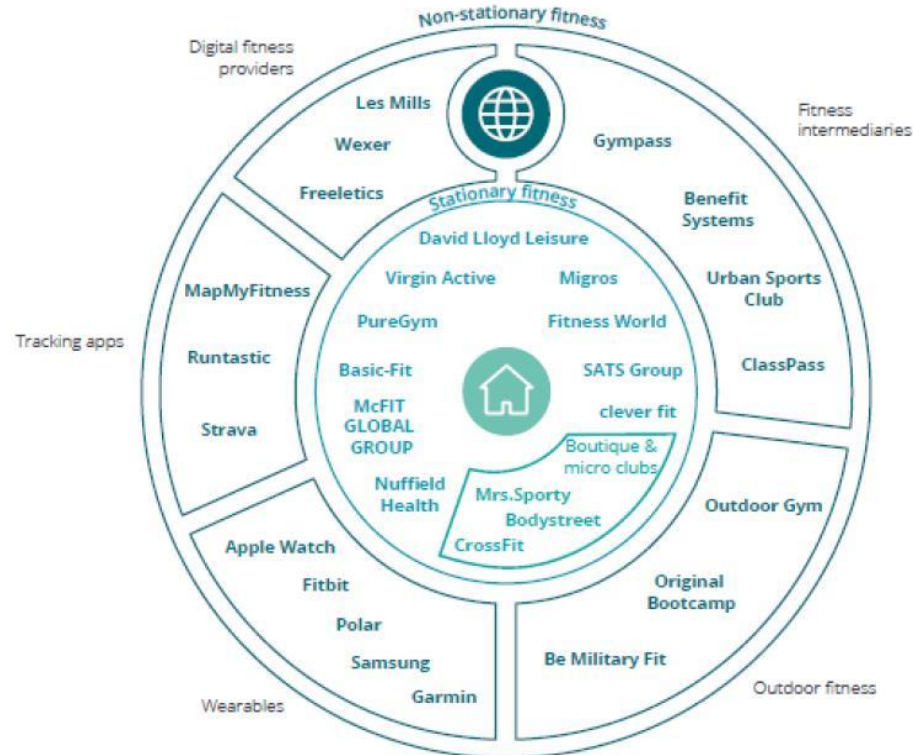 Non-stationary fitness
Digital fitness
providers
Les Mills
Wexer
Freeletics
Fitness
intermediaries
Gympass
Benefit
Systems
Urban Sports
Club
ClassPass
Tracking apps
MapMyFitness
Runtastic
Strava
Stationary fitness
David Lloyd Leisure
Virgin Active
Migros
PureGym
Fitness World
Basic-Fit
SATS Group
McFIT
GLOBAL
GROUP
clever fit
Nuffield
Health
Boutique &
micro clubs
Mrs.Sporty
Bodystreet
CrossFit
Wearables
Apple Watch
Fitbit
Polar
Samsung
Garmin
Outdoor fitness
Outdoor Gym
Original
Bootcamp
Be Military Fit